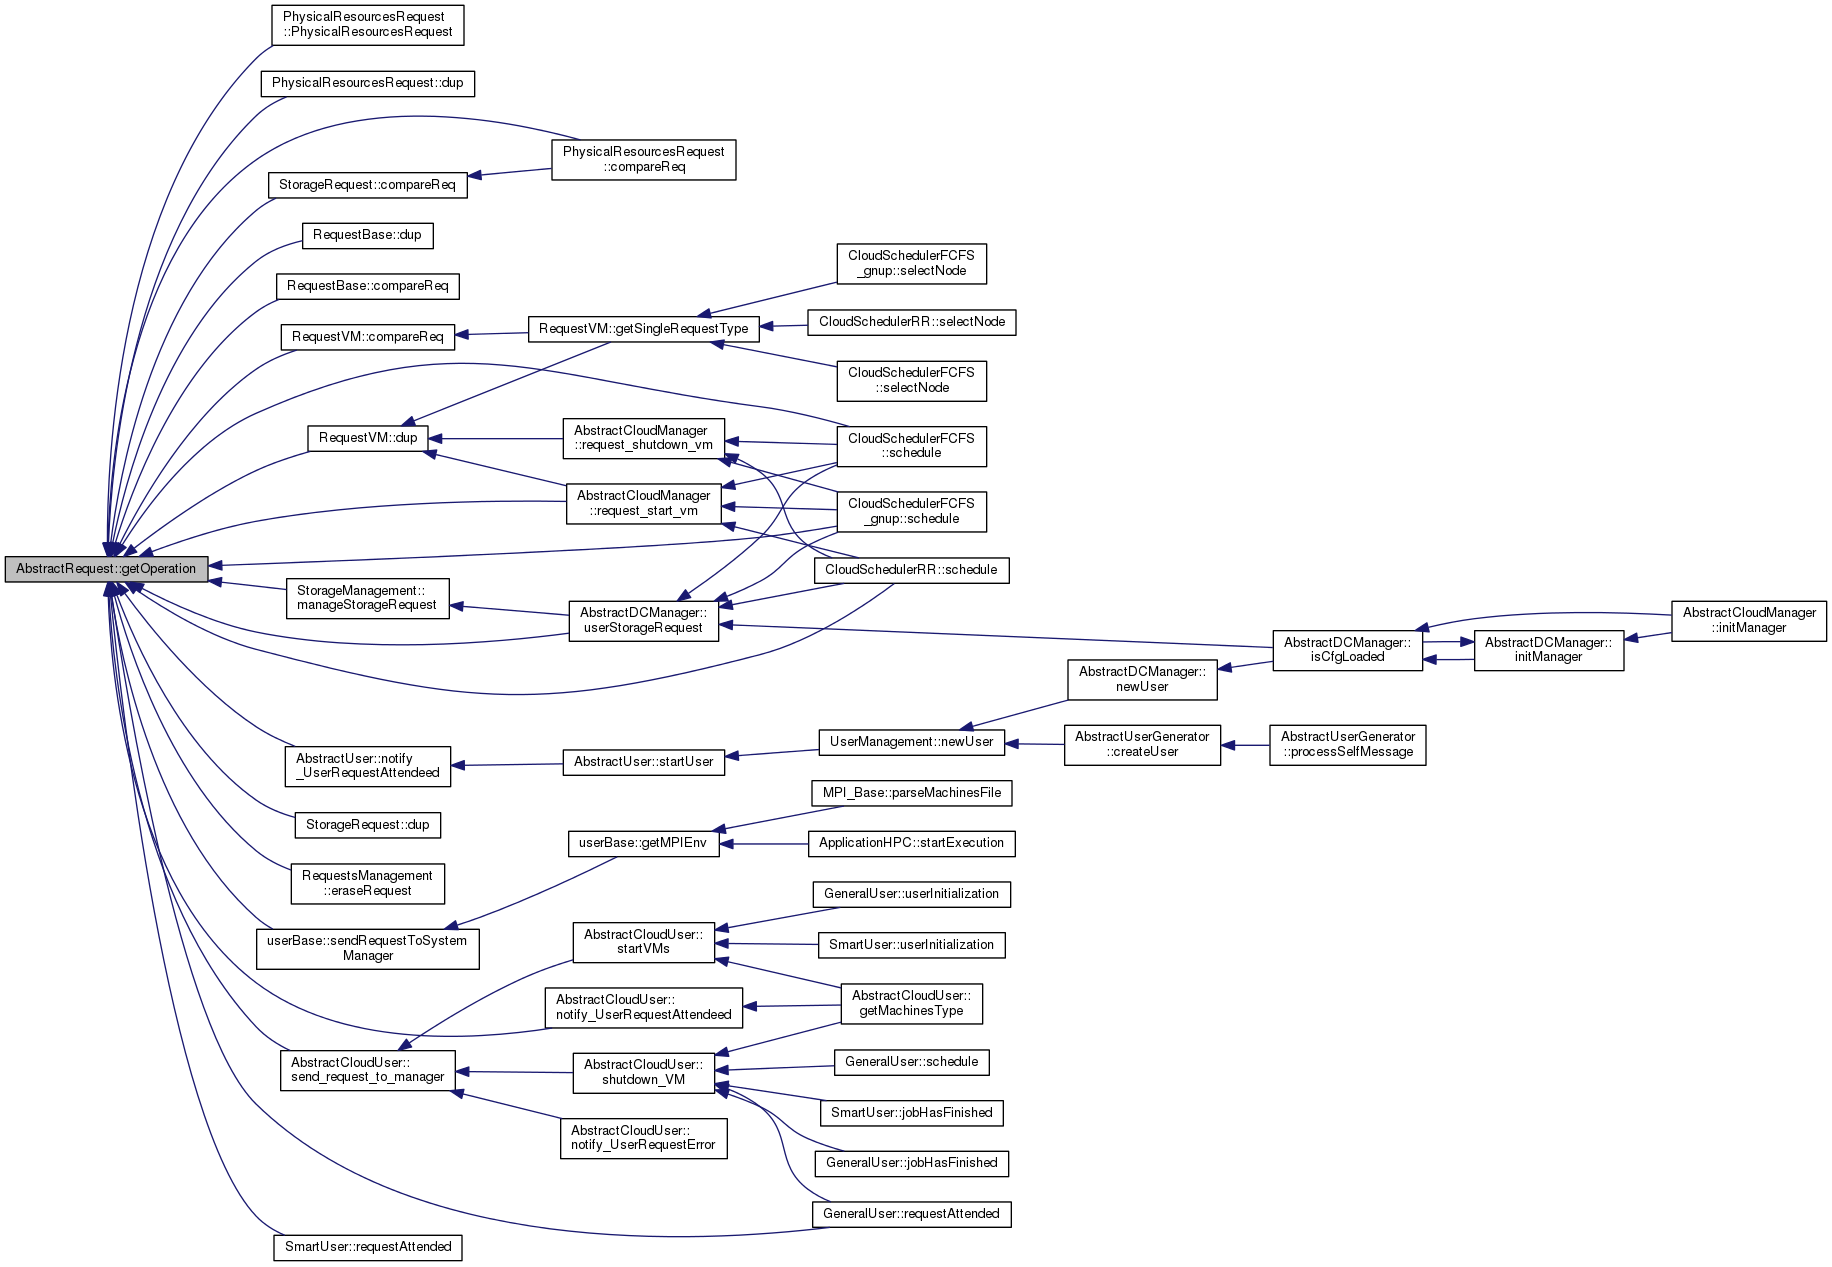 PhysicalResourcesRequest
::PhysicalResourcesRequest
PhysicalResourcesRequest::dup
PhysicalResourcesRequest
::compareReq
StorageRequest::compareReq
RequestBase::dup
CloudSchedulerFCFS
_gnup::selectNode
RequestBase::compareReq
CloudSchedulerRR::selectNode
RequestVM::getSingleRequestType
RequestVM::compareReq
CloudSchedulerFCFS
::selectNode
RequestVM::dup
AbstractCloudManager
::request_shutdown_vm
CloudSchedulerFCFS
::schedule
AbstractCloudManager
::request_start_vm
CloudSchedulerFCFS
_gnup::schedule
AbstractRequest::getOperation
CloudSchedulerRR::schedule
StorageManagement::
manageStorageRequest
AbstractDCManager::
userStorageRequest
AbstractCloudManager
::initManager
AbstractDCManager::
isCfgLoaded
AbstractDCManager::
initManager
AbstractDCManager::
newUser
AbstractUser::notify
_UserRequestAttendeed
AbstractUser::startUser
UserManagement::newUser
AbstractUserGenerator
::createUser
AbstractUserGenerator
::processSelfMessage
MPI_Base::parseMachinesFile
StorageRequest::dup
userBase::getMPIEnv
ApplicationHPC::startExecution
RequestsManagement
::eraseRequest
GeneralUser::userInitialization
userBase::sendRequestToSystem
Manager
AbstractCloudUser::
startVMs
SmartUser::userInitialization
AbstractCloudUser::
notify_UserRequestAttendeed
AbstractCloudUser::
getMachinesType
AbstractCloudUser::
send_request_to_manager
AbstractCloudUser::
shutdown_VM
GeneralUser::schedule
SmartUser::jobHasFinished
AbstractCloudUser::
notify_UserRequestError
GeneralUser::jobHasFinished
GeneralUser::requestAttended
SmartUser::requestAttended